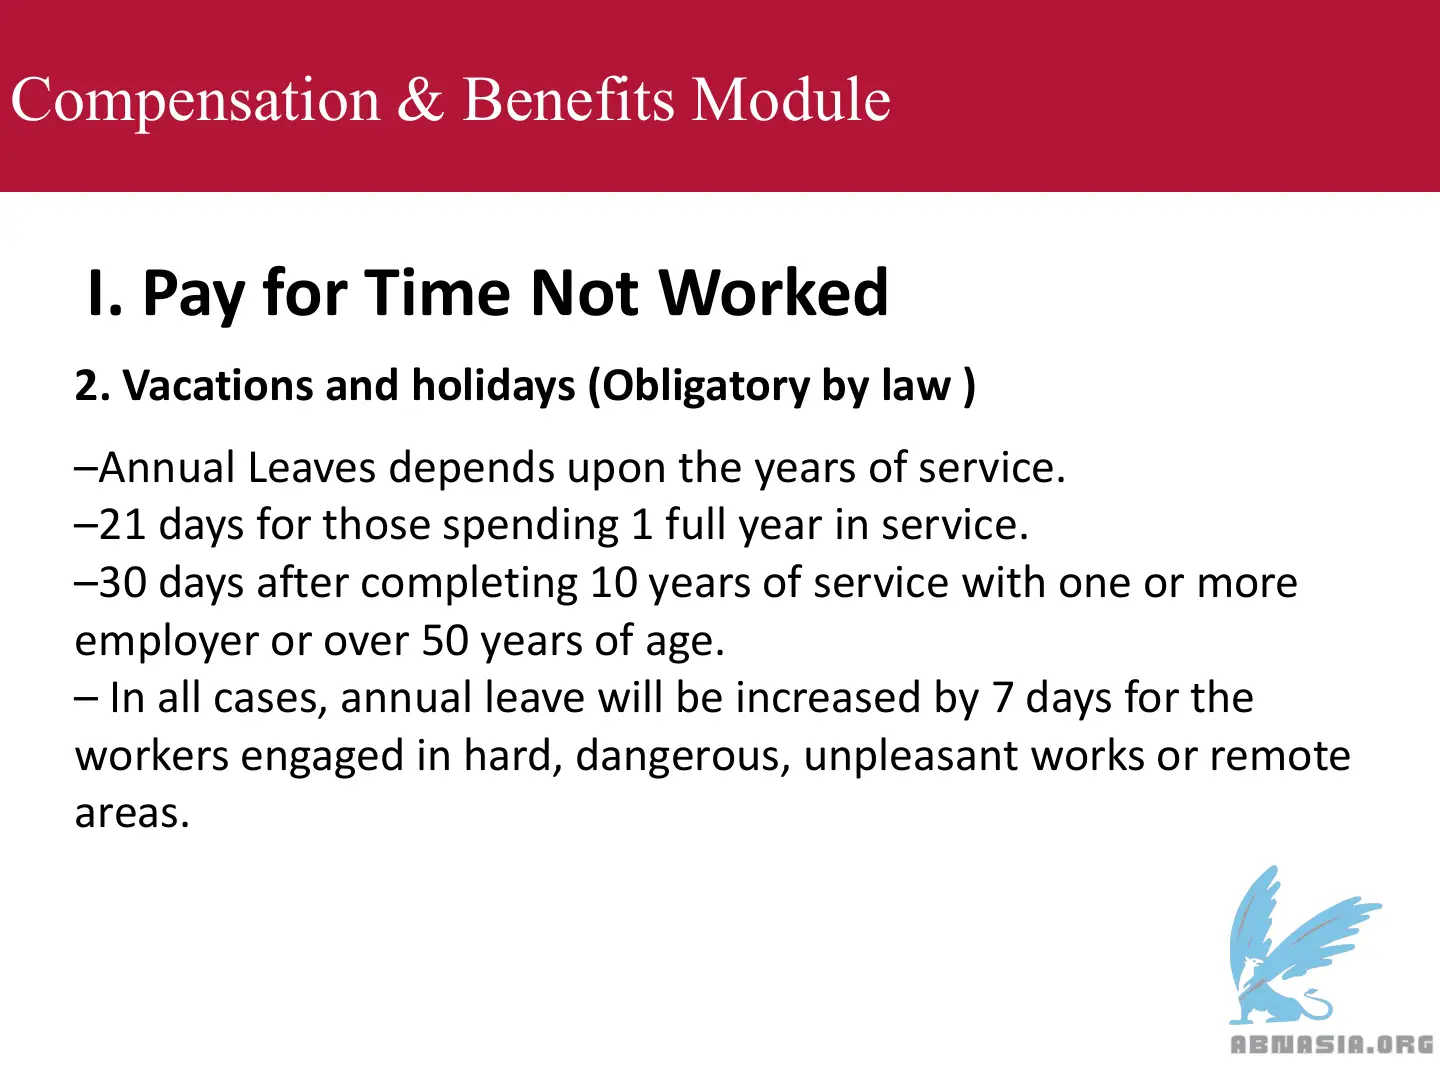 Compensation & Benefits Module
I. Pay for Time Not Worked
2. Vacations and holidays (Obligatory by law )
–Annual Leaves depends upon the years of service.
–21 days for those spending 1 full year in service.
–30 days after completing 10 years of service with one or more
employer or over 50 years of age.
– In all cases, annual leave will be increased by 7 days for the
workers engaged in hard, dangerous, unpleasant works or remote
areas.
ABNASIA.ORG